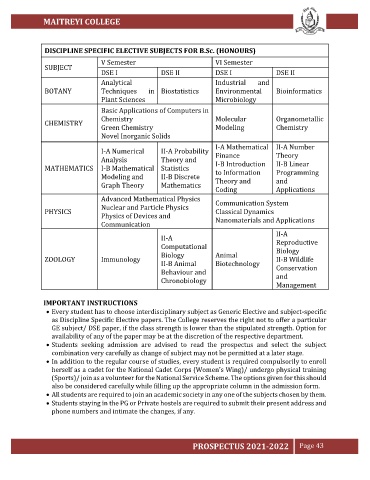 MAITREYI COLLEGE
DISCIPLINE SPECIFIC ELECTIVE SUBJECTS FOR B.Sc. (HONOURS)
SUBJECT
V Semester
VI Semester
DSE I
DSE II
DSE I
DSE II
BOTANY
Analytical
Techniques in
Plant Sciences
Biostatistics
Industrial and
Environmental
Microbiology
Bioinformatics
CHEMISTRY
Basic Applications of Computers in
Chemistry
Green Chemistry
Novel Inorganic Solids
Molecular
Modeling
Organometallic
Chemistry
MATHEMATICS
I-A Numerical
Analysis
I-B Mathematical
Modeling and
Graph Theory
II-A Probability
Theory and
Statistics
II-B Discrete
Mathematics
I-A Mathematical
Finance
I-B Introduction
to Information
Theory and
Coding
II-A Number
Theory
II-B Linear
Programming
and
Applications
PHYSICS
Advanced Mathematical Physics
Nuclear and Particle Physics
Physics of Devices and
Communication
Communication System
Classical Dynamics
Nanomaterials and Applications
ZOOLOGY
Immunology
II-A
Computational
Biology
II-B Animal
Behaviour and
Chronobiology
Animal
Biotechnology
II-A
Reproductive
Biology
II-B Wildlife
Conservation
and
Management
IMPORTANT INSTRUCTIONS
• Every student has to choose interdisciplinary subject as Generic Elective and subject-specific
as Discipline Specific Elective papers. The College reserves the right not to offer a particular
GE subject/ DSE paper, if the class strength is lower than the stipulated strength. Option for
availability of any of the paper may be at the discretion of the respective department.
• Students seeking admission are advised to read the prospectus and select the subject
combination very carefully as change of subject may not be permitted at a later stage.
• In addition to the regular course of studies, every student is required compulsorily to enroll
herself as a cadet for the National Cadet Corps (Women's Wing)/ undergo physical training
(Sports)/ join as a volunteer for the National Service Scheme. The options given for this should
also be considered carefully while filling up the appropriate column in the admission form.
• All students are required to join an academic society in any one of the subjects chosen by them.
• Students staying in the PG or Private hostels are required to submit their present address and
phone numbers and intimate the changes, if any.
PROSPECTUS 2021-2022 Page 43